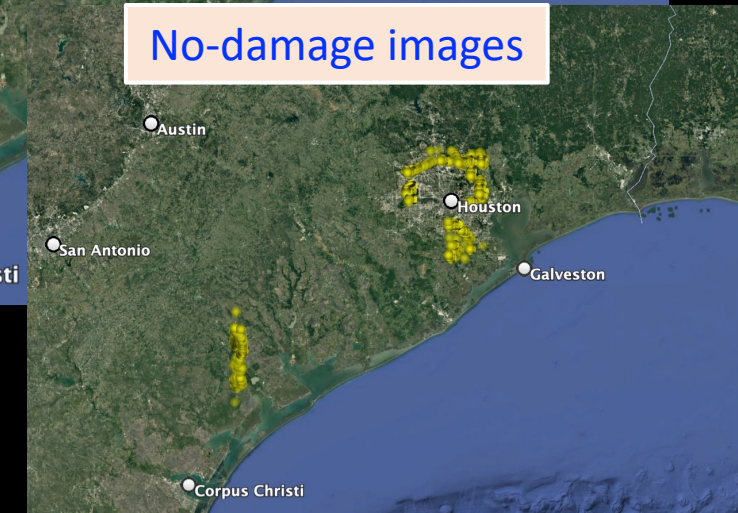 No-damage images
Austin
Houston
San Antonio
sti
Galveston
Corpus Christi